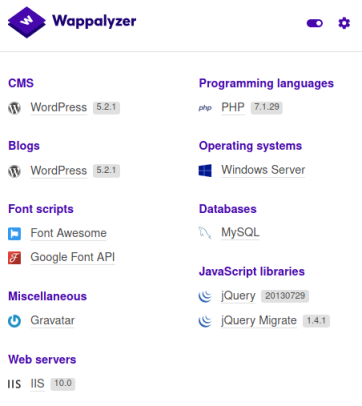 Wappalyzer
CMS
WordPress 5.2.1
Blogs
WordPress 5.2.1
Font scripts
Font Awesome
Google Font API
Miscellaneous
Gravatar
Web servers
IIS IIS 10.0
Programming languages
php PHP 7.1.29
Operating systems
Windows Server
Databases
MySQL
JavaScript libraries
jQuery 20130729
jQuery Migrate 1.4.1